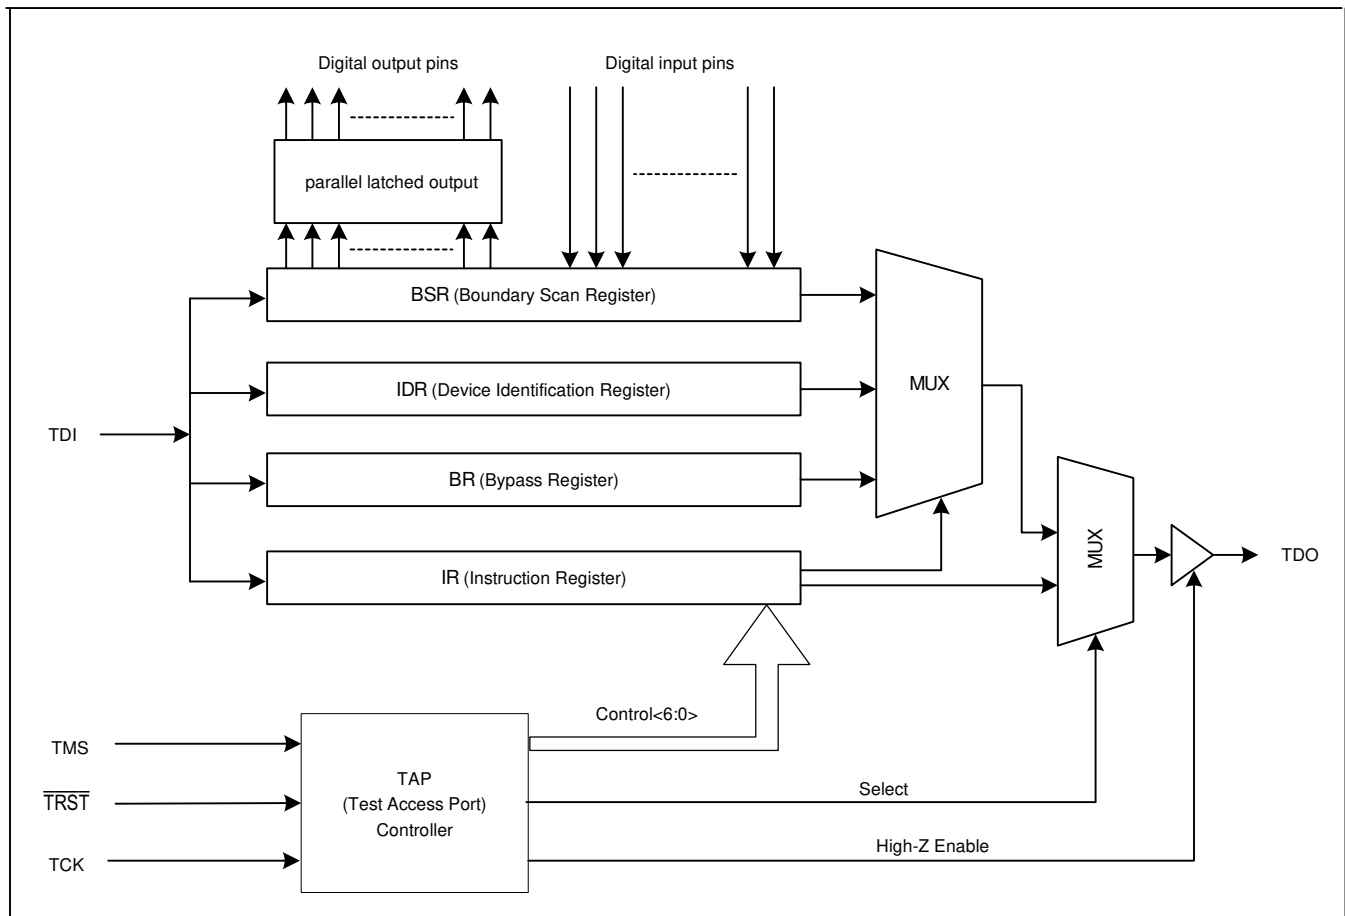 Digital output pins
Digital input pins
parallel latched output
BSR (Boundary Scan Register)
IDR (Device Identification Register)
MUX
TDI
BR (Bypass Register)
MUX
TDO
IR (Instruction Register)
Control<6:0>
TMS
TAP
(Test Access Port)
Controller
TRST
Select
TCK
High-Z Enable